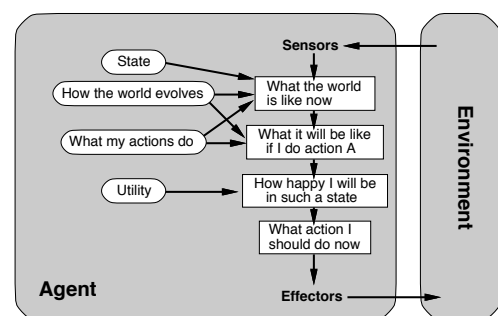 Sensors
State
How the world evolves
What the world
is like now
What my actions do
What it will be like
if I do action A
Utility
How happy I will be
in such a state
What action I
should do now
Agent
Effectors
Environment